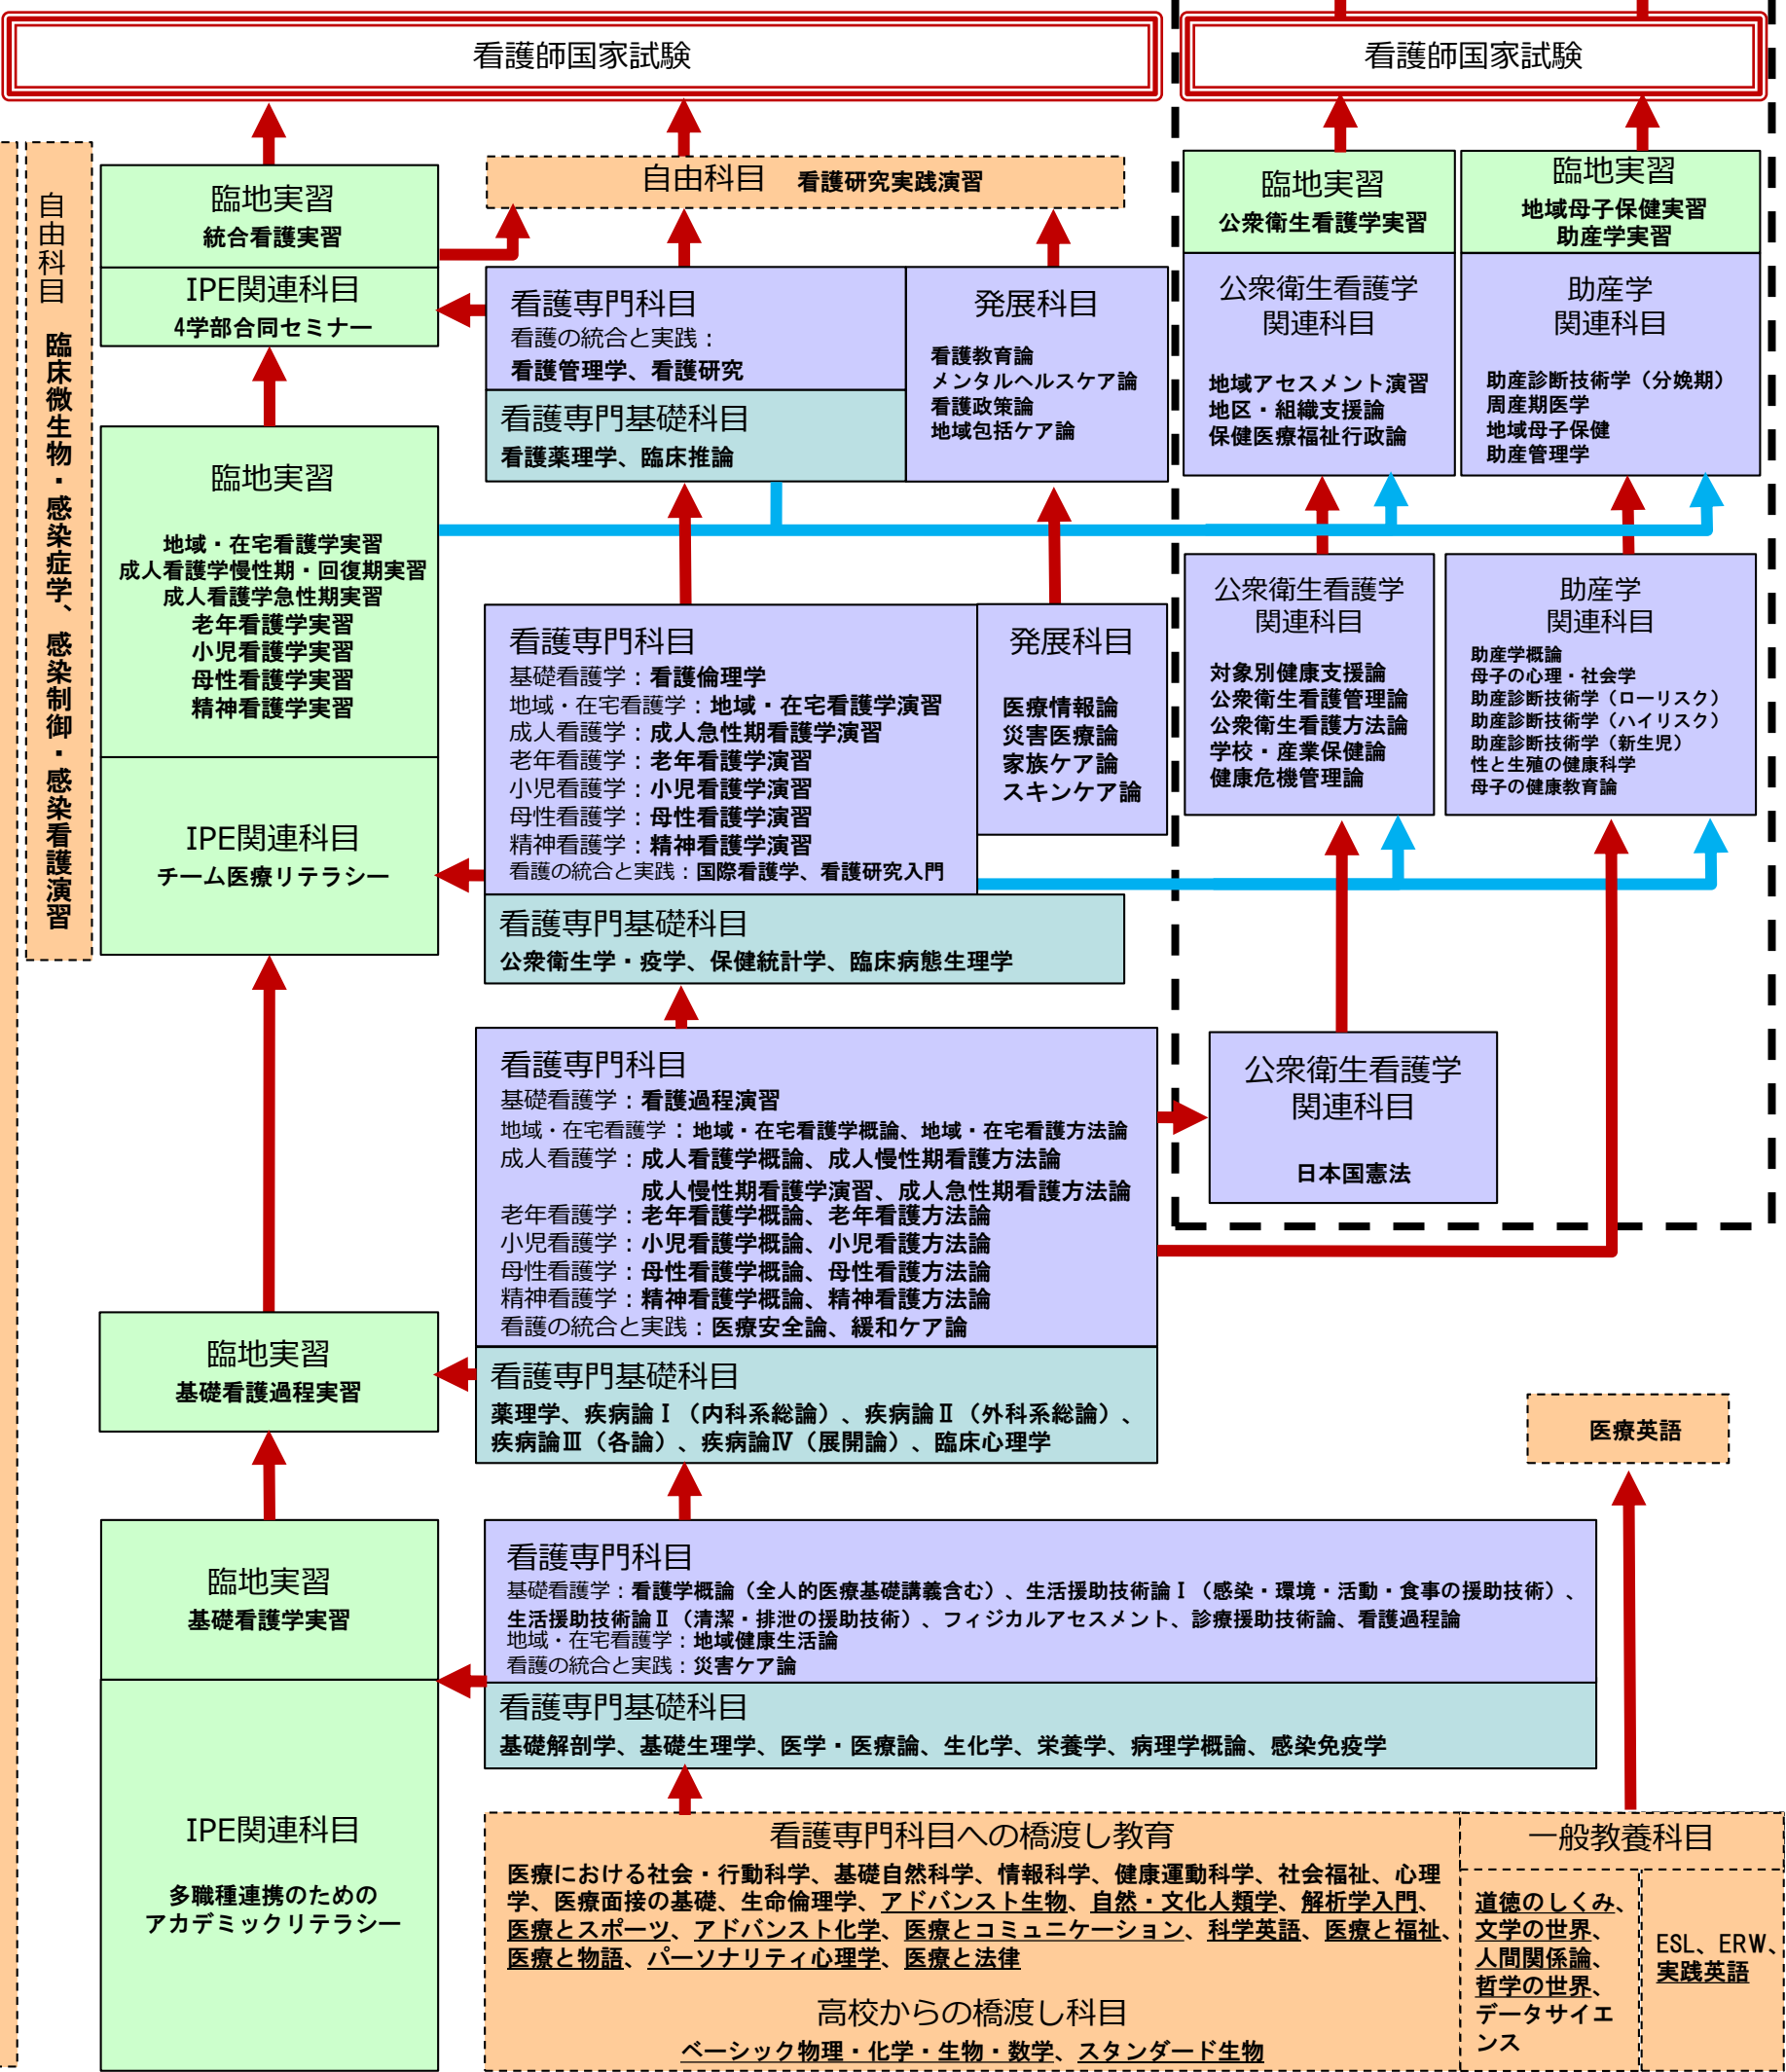 看護師国家試験
看護師国家試験
自由科目 臨床微生物・感染症学、感染制御・感染看護演習
臨地実習
統合看護実習
IPE関連科目
4学部合同セミナー
自由科目 看護研究実践演習
看護専門科目
看護の統合と実践：
看護管理学、看護研究
看護専門基礎科目
看護薬理学、臨床推論
発展科目
看護教育論
メンタルヘルスケア論
看護政策論
地域包括ケア論
臨地実習
公衆衛生看護学実習
公衆衛生看護学
関連科目
地域アセスメント演習
地区・組織支援論
保健医療福祉行政論
臨地実習
地域母子保健実習
助産学実習
助産学
関連科目
助産診断技術学（分娩期）
周産期医学
地域母子保健
助産管理学
臨地実習
地域・在宅看護学実習
成人看護学慢性期・回復期実習
成人看護学急性期実習
老年看護学実習
小児看護学実習
母性看護学実習
精神看護学実習
IPE関連科目
チーム医療リテラシー
看護専門科目
基礎看護学：看護倫理学
地域・在宅看護学：地域・在宅看護学演習
成人看護学：成人急性期看護学演習
老年看護学：老年看護学演習
小児看護学：小児看護学演習
母性看護学：母性看護学演習
精神看護学：精神看護学演習
看護の統合と実践：国際看護学、看護研究入門
看護専門基礎科目
公衆衛生学・疫学、保健統計学、臨床病態生理学
発展科目
医療情報論
災害医療論
家族ケア論
スキンケア論
公衆衛生看護学
関連科目
対象別健康支援論
公衆衛生看護管理論
公衆衛生看護方法論
学校・産業保健論
健康危機管理論
助産学
関連科目
助産学概論
母子の心理・社会学
助産診断技術学（ローリスク）
助産診断技術学（ハイリスク）
助産診断技術学（新生児）
性と生殖の健康科学
母子の健康教育論
看護専門科目
基礎看護学：看護過程演習
地域・在宅看護学：地域・在宅看護学概論、地域・在宅看護方法論
成人看護学：成人看護学概論、成人慢性期看護方法論
成人慢性期看護学演習、成人急性期看護方法論
老年看護学：老年看護学概論、老年看護方法論
小児看護学：小児看護学概論、小児看護方法論
母性看護学：母性看護学概論、母性看護方法論
精神看護学：精神看護学概論、精神看護方法論
看護の統合と実践：医療安全論、緩和ケア論
看護専門基礎科目
薬理学、疾病論Ⅰ（内科系総論）、疾病論Ⅱ（外科系総論）、
疾病論Ⅲ（各論）、疾病論Ⅳ（展開論）、臨床心理学
公衆衛生看護学
関連科目
日本国憲法
臨地実習
基礎看護過程実習
医療英語
臨地実習
基礎看護学実習
IPE関連科目
多職種連携のための
アカデミックリテラシー
看護専門科目
基礎看護学：看護学概論（全人的医療基礎講義含む）、生活援助技術論Ⅰ（感染・環境・活動・食事の援助技術）、
生活援助技術論Ⅱ（清潔・排泄の援助技術）、フィジカルアセスメント、診療援助技術論、看護過程論
地域・在宅看護学：地域健康生活論
看護の統合と実践：災害ケア論
看護専門基礎科目
基礎解剖学、基礎生理学、医学・医療論、生化学、栄養学、病理学概論、感染免疫学
看護専門科目への橋渡し教育
医療における社会・行動科学、基礎自然科学、情報科学、健康運動科学、社会福祉、心理
学、医療面接の基礎、生命倫理学、アドバンスト生物、自然・文化人類学、解析学入門、
医療とスポーツ、アドバンスト化学、医療とコミュニケーション、科学英語、医療と福祉、
医療と物語、パーソナリティ心理学、医療と法律
高校からの橋渡し科目
ベーシック物理・化学・生物・数学、スタンダード生物
一般教養科目
道徳のしくみ、
文学の世界、
人間関係論、
哲学の世界、
データサイエ
ンス
ESL、ERW、
実践英語